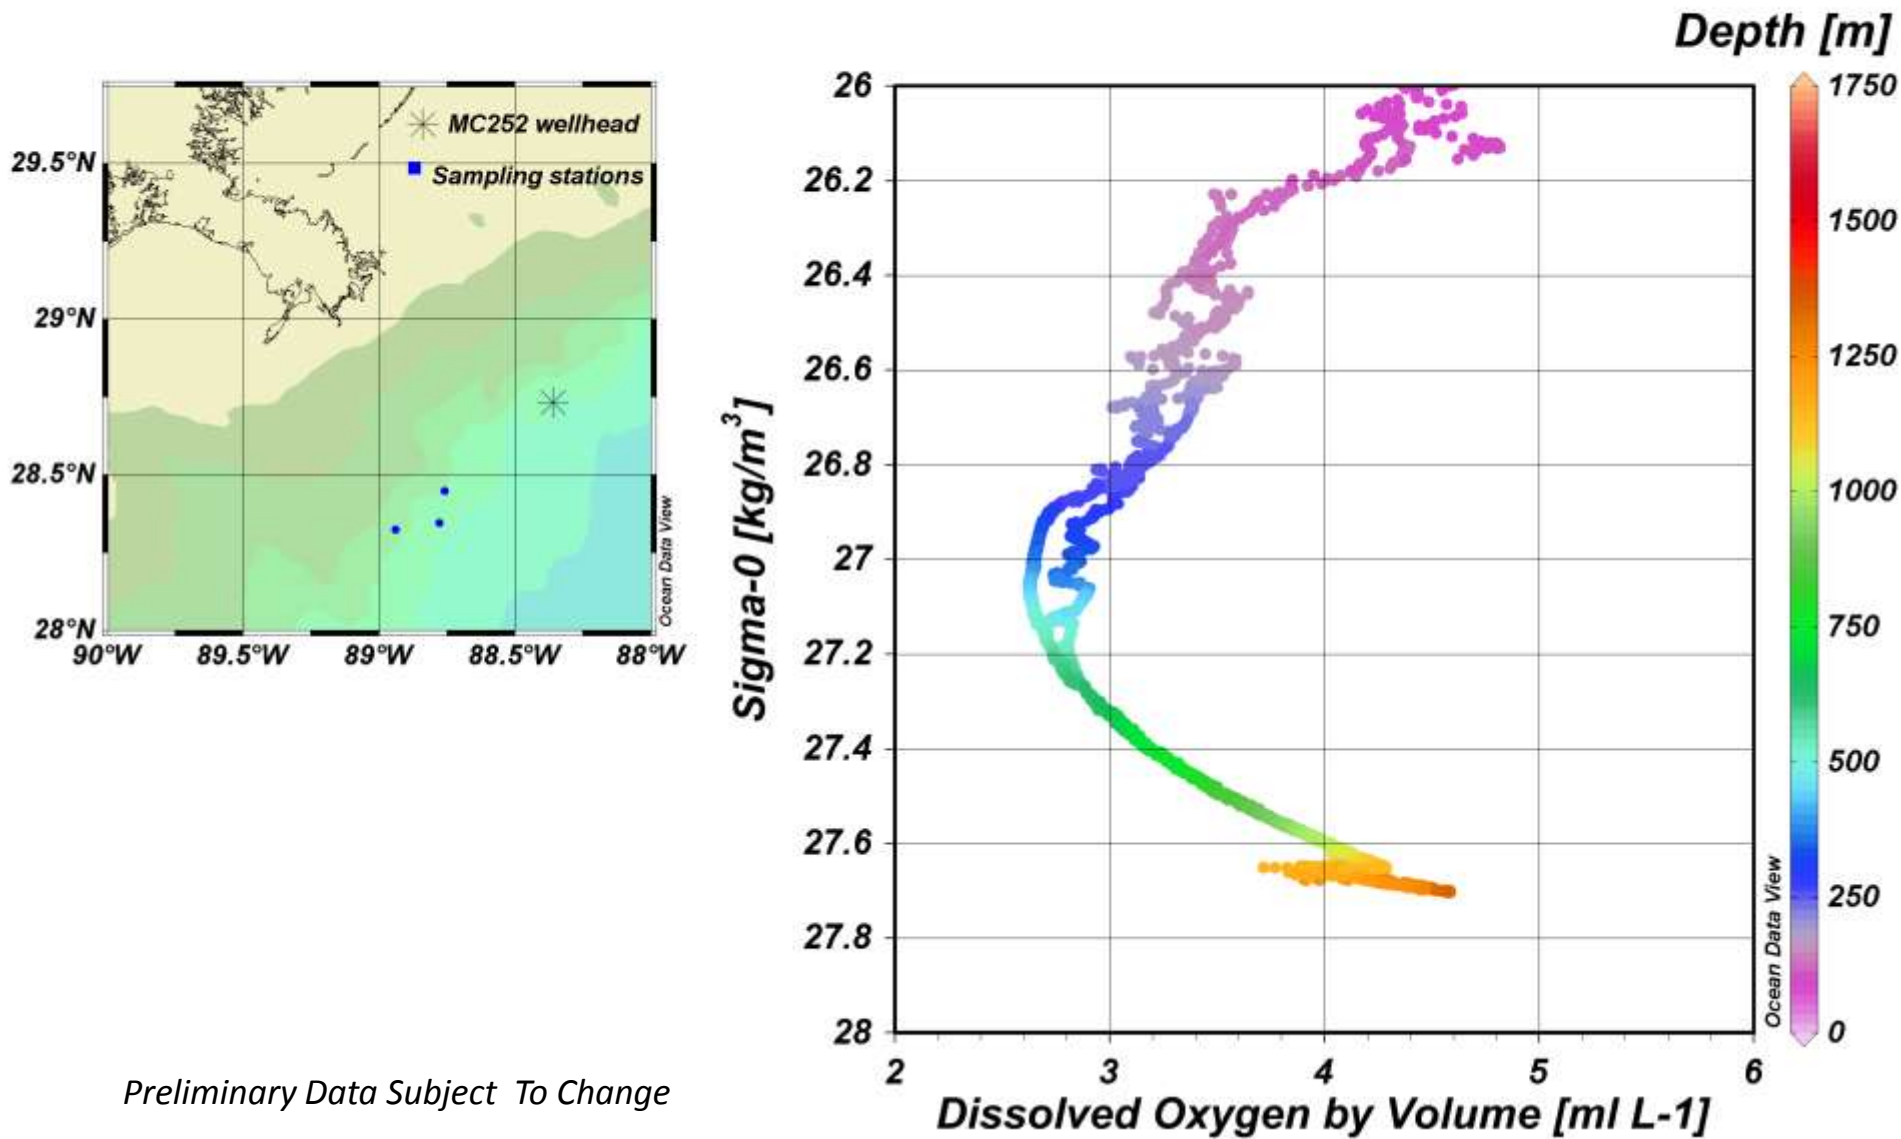 MC252 wellhead
Sampling stations
29.5°N
29°N
28.5°N
28°N
90°W
89.5°W
89°W
88.5°W
88°W
Ocean Data View
Preliminary Data Subject  To Change
Sigma-0 [kg/m³]
26
26.2
26.4
26.6
26.8
27
27.2
27.4
27.6
27.8
28
2
3
4
5
6
Dissolved Oxygen by Volume [ml L-1]
Ocean Data View
Depth [m]
1750
1500
1250
1000
750
500
250
0